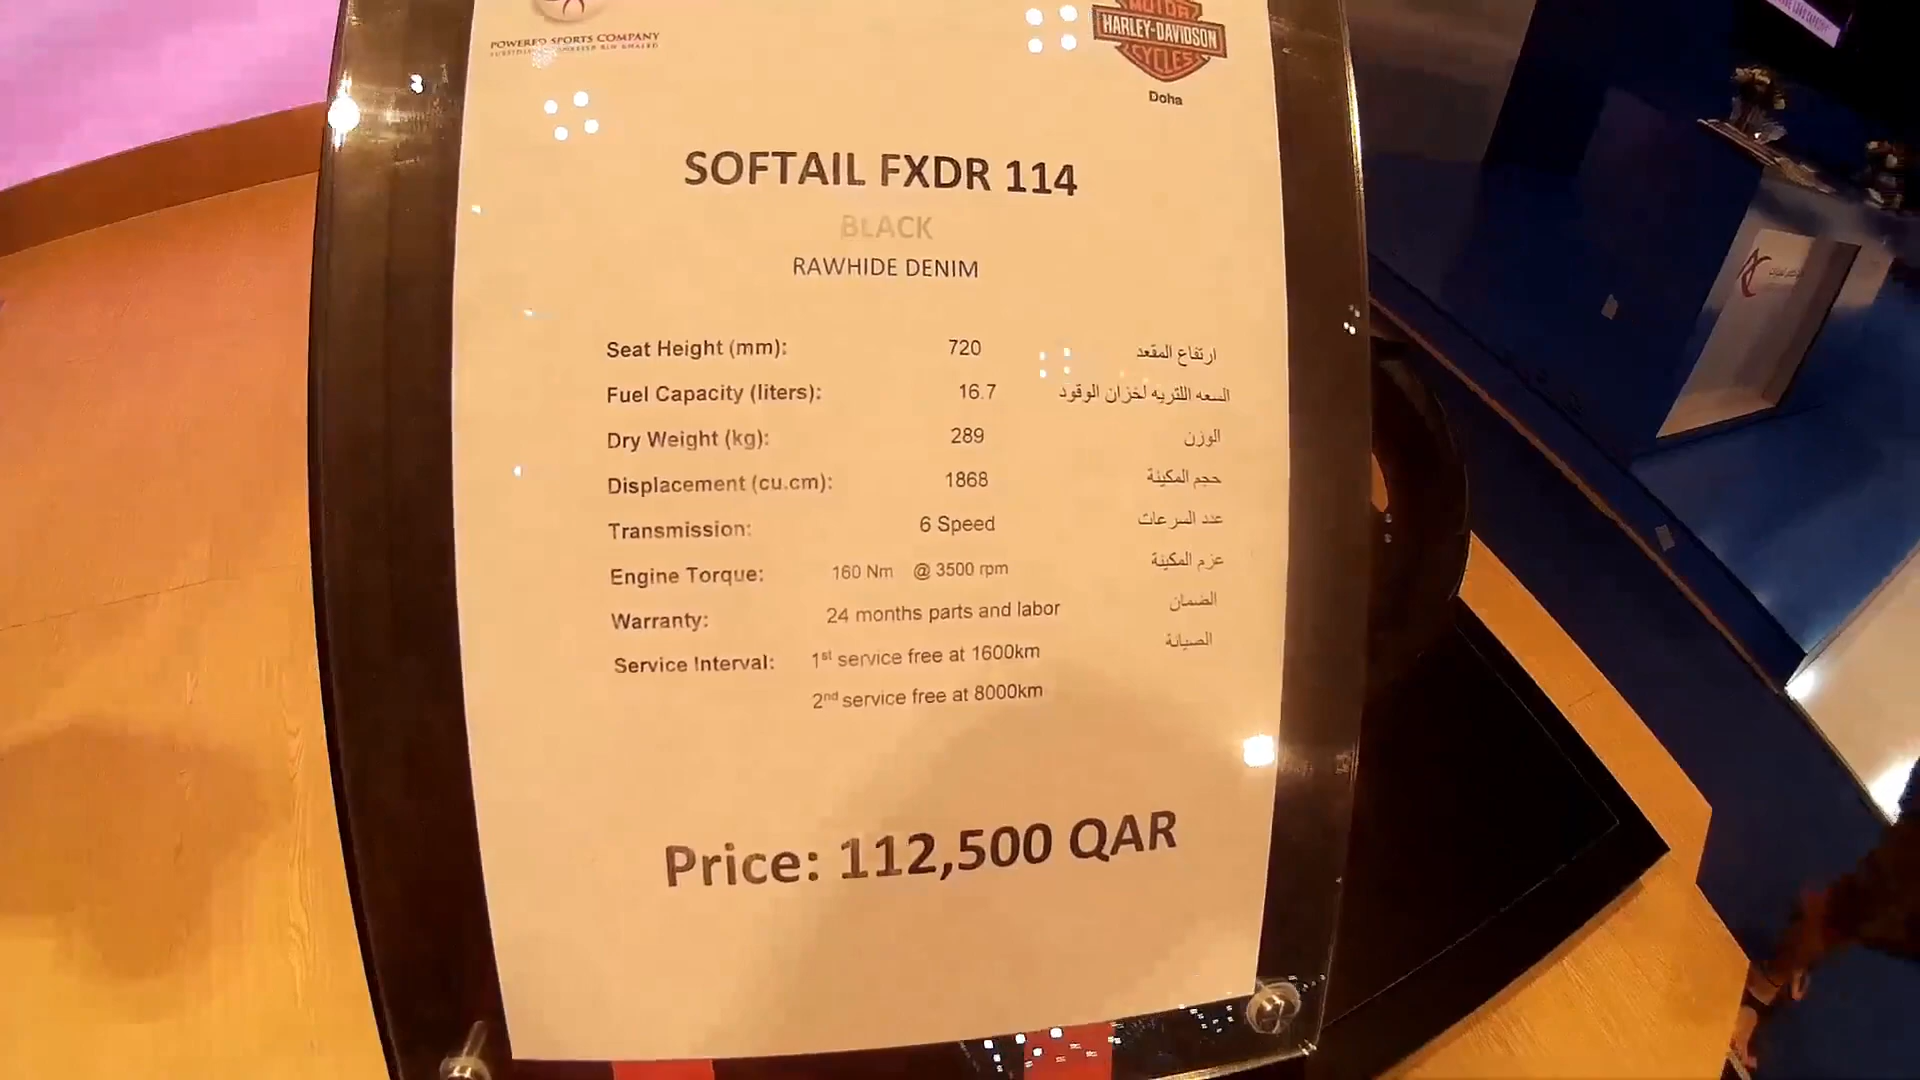 POWERED SPORTS COMPANY
MOTOR
HARLEY-DAVIDSON
CYCLES
Doha
SOFTAIL FXDR 114
BLACK
RAWHIDE DENIM
Seat Height (mm): 720 ارتفاع المقعد
Fuel Capacity (liters): 16.7 السعه اللتريه لخزان الوقود
Dry Weight (kg): 289 الوزن
Displacement (cu.cm): 1868 حجم المكينة
Transmission: 6 Speed عدد السرعات
Engine Torque: 160 Nm @ 3500 rpm عزم المكينة
Warranty: 24 months parts and labor الضمان
Service Interval: 1st service free at 1600km الصيانة
2nd service free at 8000km
Price: 112,500 QAR